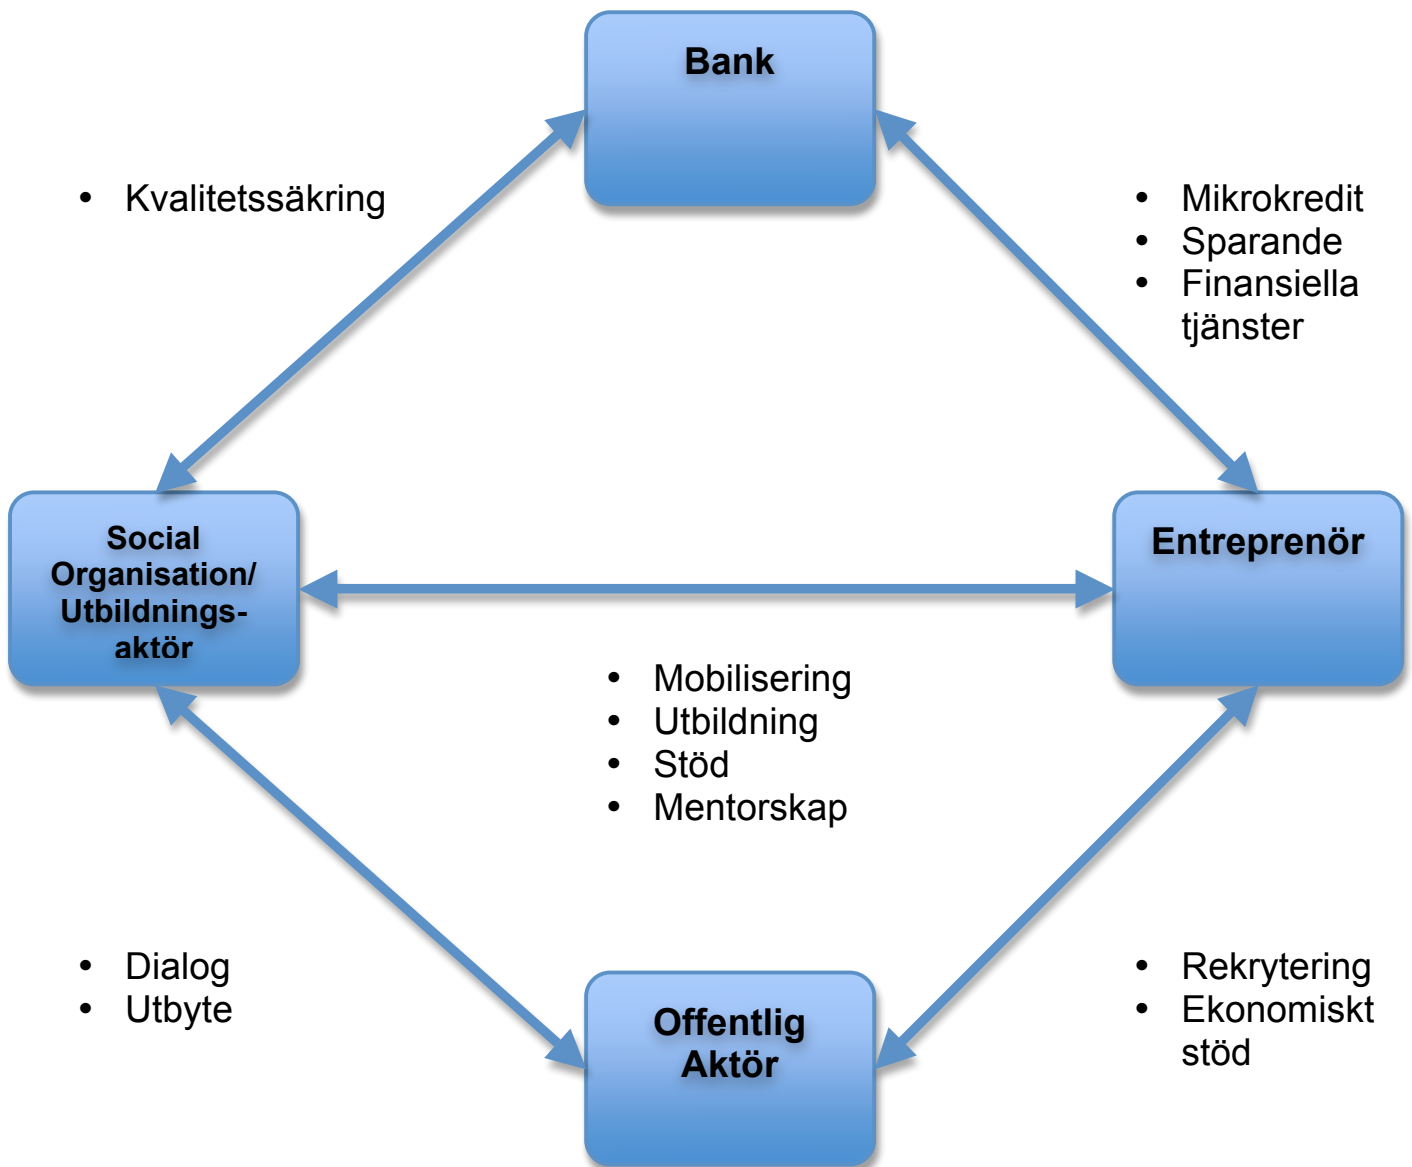 Bank
• Kvalitetssäkring
• Mikrokredit
• Sparande
• Finansiella
tjänster
Social
Organisation/
Utbildnings-
aktör
Entreprenör
• Mobilisering
• Utbildning
• Stöd
• Mentorskap
• Dialog
• Utbyte
Offentlig
Aktör
• Rekrytering
• Ekonomiskt
stöd